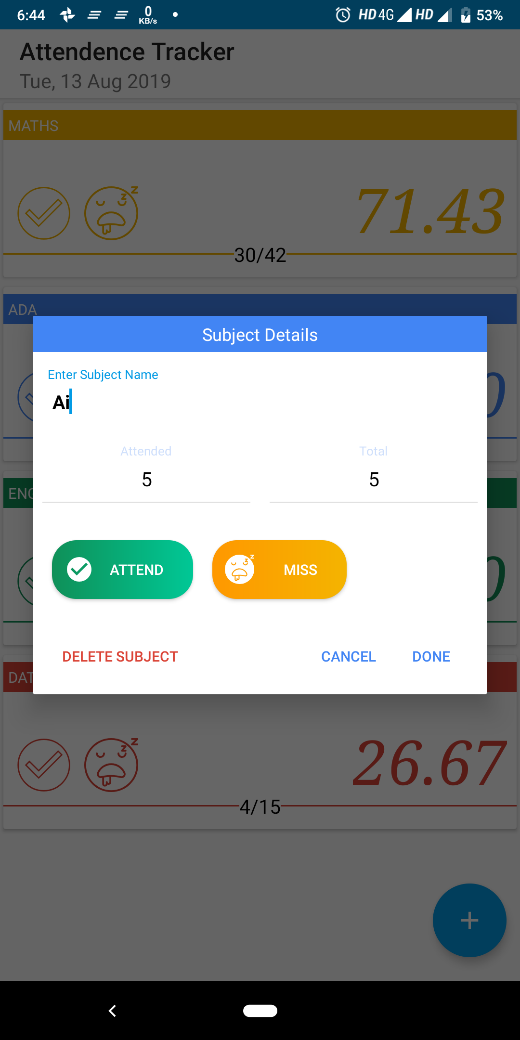 6:44 0 KB/s HD 4G HD 53%
Attendence Tracker
Tue, 13 Aug 2019
MATHS
71.43
30/42
ADA
Subject Details
Enter Subject Name
Ai
Attended Total
5 5
0
ATTEND MISS
DELETE SUBJECT CANCEL DONE
26.67
4/15
+